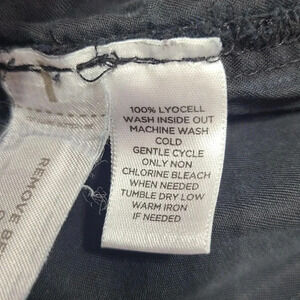 100% LYOCELL
WASH INSIDE OUT
MACHINE WASH
COLD
GENTLE CYCLE
ONLY NON
CHLORINE BLEACH
WHEN NEEDED
TUMBLE DRY LOW
WARM IRON
IF NEEDED
REMOVE BE